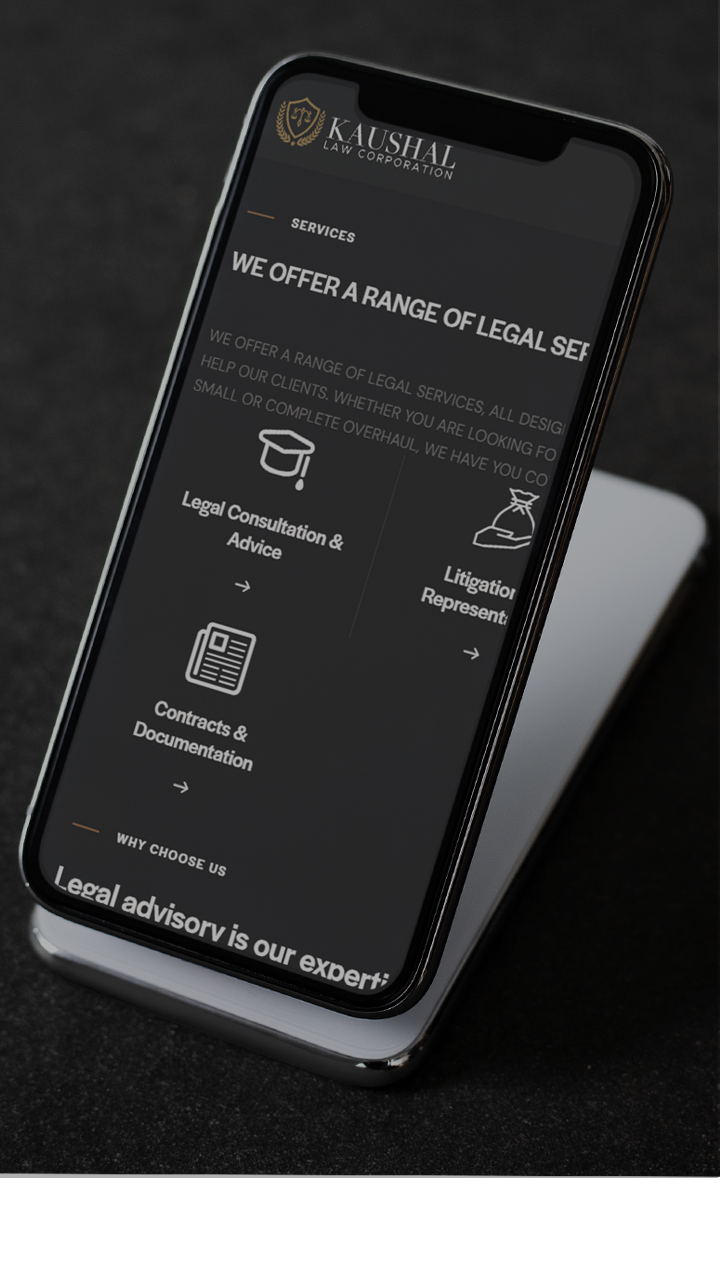 KAUSHAL
LAW CORPORATION
SERVICES
WE OFFER A RANGE OF LEGAL SER
WE OFFER A RANGE OF LEGAL SERVICES, ALL DESIG
HELP OUR CLIENTS. WHETHER YOU ARE LOOKING FO
SMALL OR COMPLETE OVERHAUL, WE HAVE YOU CO
Legal Consultation &
Advice
→
Litigation
Representa
→
Contracts &
Documentation
→
WHY CHOOSE US
Legal advisory is our experti